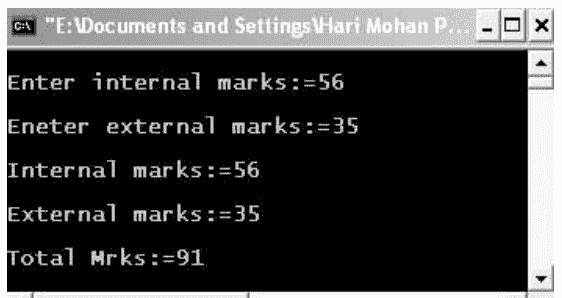 "E:\Documents and Settings\Hari Mohan P...
Enter internal marks:=56
Eneter external marks:=35
Internal marks:=56
External marks:=35
Total Mrks:=91